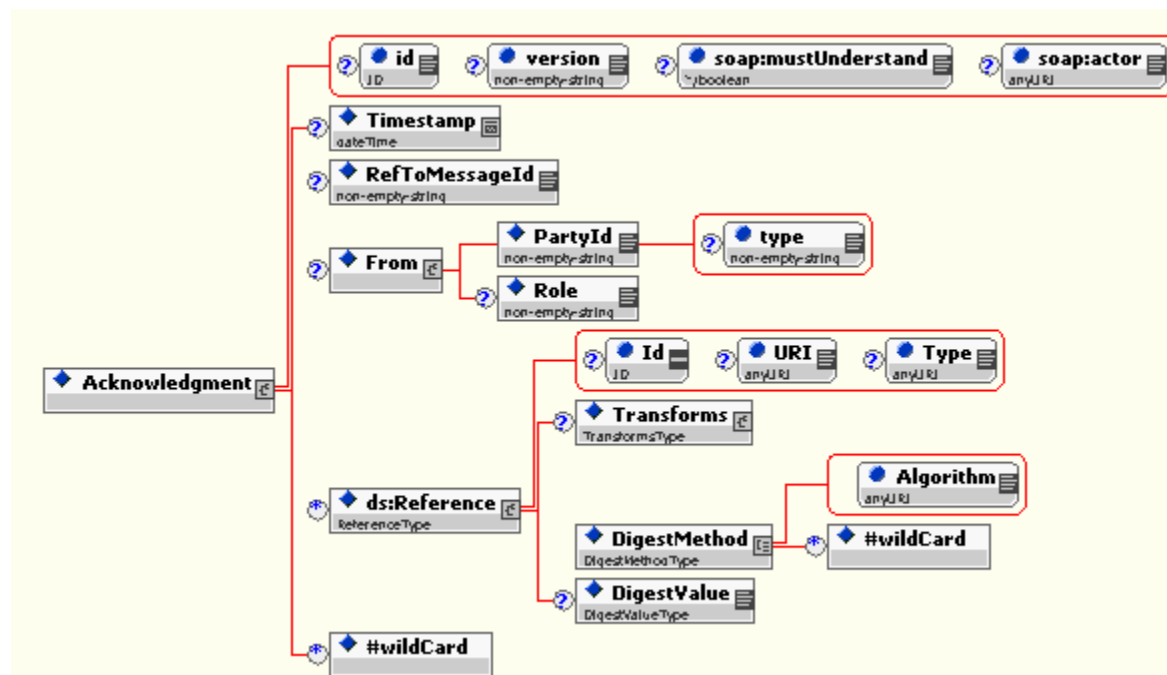 id version soap:mustUnderstand soap:actor
ID non-empty-string */boolean anyURI
Timestamp
dateTime
RefToMessageId
non-empty-string
PartyId type
non-empty-string non-empty-string
From
Role
non-empty-string
Id URI Type
ID anyURI anyURI
Acknowledgment
Transforms
TransformsType
Algorithm
anyURI
ds:Reference
ReferenceType
DigestMethod #wildCard
DigestMethodType
DigestValue
DigestValueType
#wildCard